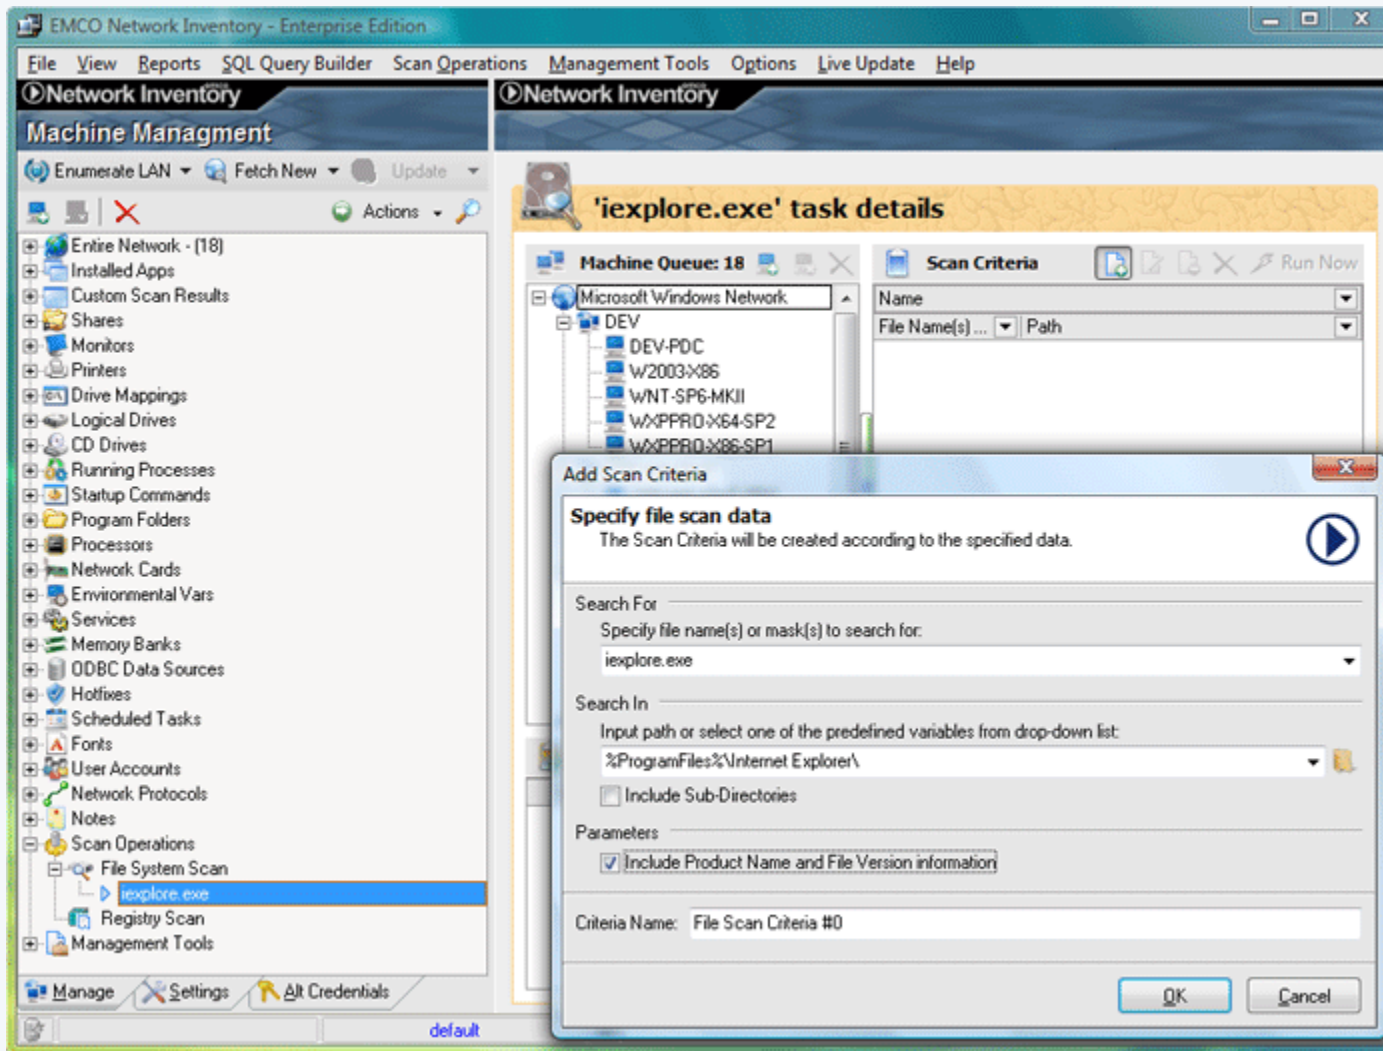 EMCO Network Inventory - Enterprise Edition
File View Reports SQL Query Builder Scan Operations Management Tools Options Live Update Help
Network Inventory
Machine Managment
Enumerate LAN Fetch New Update
Actions
Entire Network - (18)
Installed Apps
Custom Scan Results
Shares
Monitors
Printers
Drive Mappings
Logical Drives
CD Drives
Running Processes
Startup Commands
Program Folders
Processors
Network Cards
Environmental Vars
Services
Memory Banks
ODBC Data Sources
Hotfixes
Scheduled Tasks
Fonts
User Accounts
Network Protocols
Notes
Scan Operations
File System Scan
iexplore.exe
Registry Scan
Management Tools
Manage Settings Alt Credentials
default
Network Inventory
'iexplore.exe' task details
Machine Queue: 18
Microsoft Windows Network
DEV
DEV-PDC
W2003-X86
WNT-SP6-MKII
WXPPRO-X64-SP2
WXPPRO-X86-SP1
Scan Criteria Run Now
Name
File Name(s) ... Path
Add Scan Criteria
Specify file scan data
The Scan Criteria will be created according to the specified data.
Search For
Specify file name(s) or mask(s) to search for:
iexplore.exe
Search In
Input path or select one of the predefined variables from drop-down list:
%ProgramFiles%\Internet Explorer\
Include Sub-Directories
Parameters
Include Product Name and File Version information
Criteria Name: File Scan Criteria #0
OK Cancel